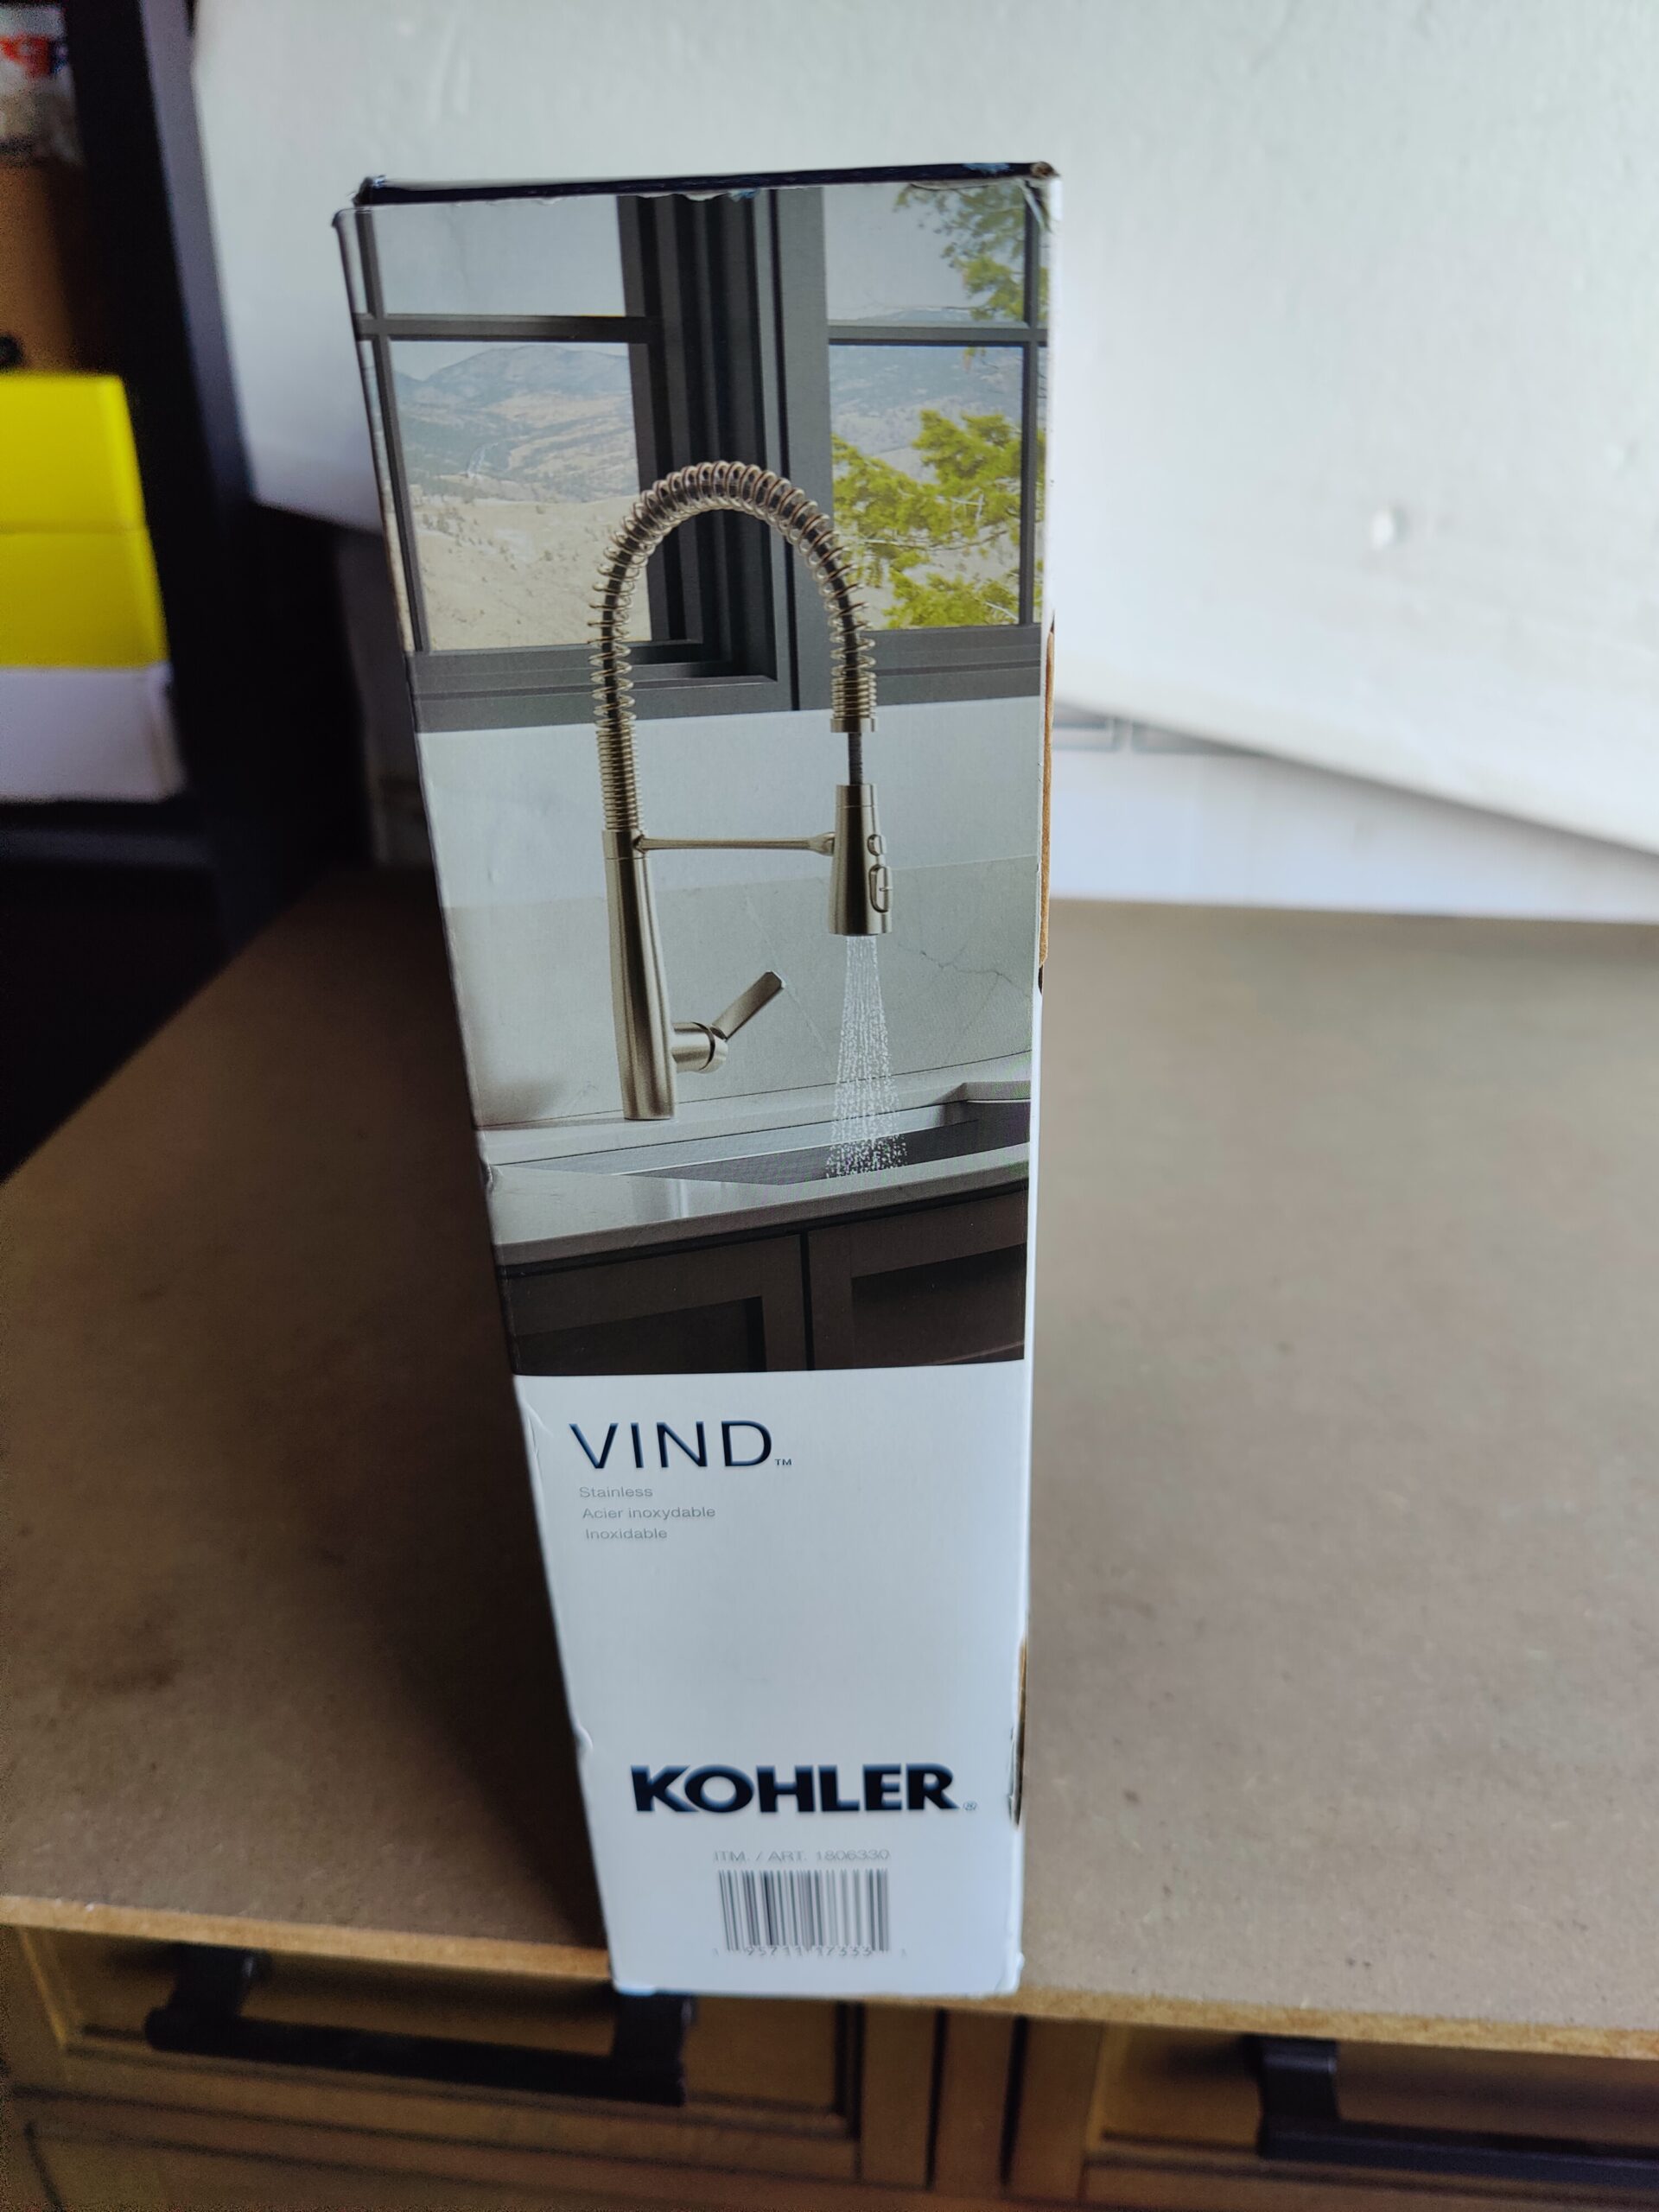 VIND™
Stainless
Acier inoxydable
Inoxidable
KOHLER®
ITM. / ART. 1806330